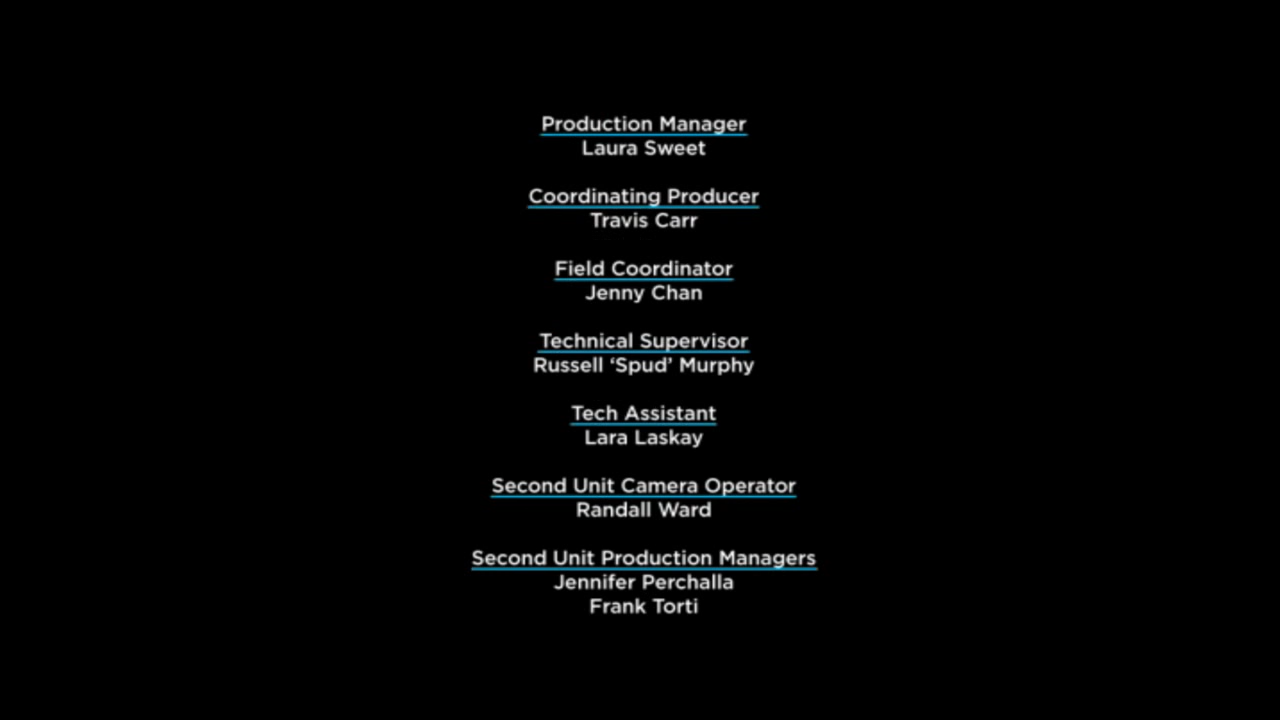 Production Manager
Laura Sweet
Coordinating Producer
Travis Carr
Field Coordinator
Jenny Chan
Technical Supervisor
Russell ‘Spud’ Murphy
Tech Assistant
Lara Laskay
Second Unit Camera Operator
Randall Ward
Second Unit Production Managers
Jennifer Perchalla
Frank Torti